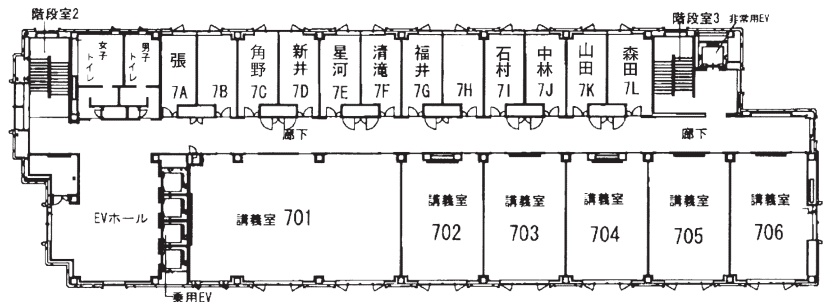 階段室2
階段室3
非常用EV
女子
トイレ
男子
トイレ
張
7A
7B
角野
7C
新井
7D
星河
7E
清滝
7F
福井
7G
7H
石村
7I
中林
7J
山田
7K
森田
7L
廊下
廊下
EVホール
講義室 701
講義室
702
講義室
703
講義室
704
講義室
705
講義室
706
乗用EV